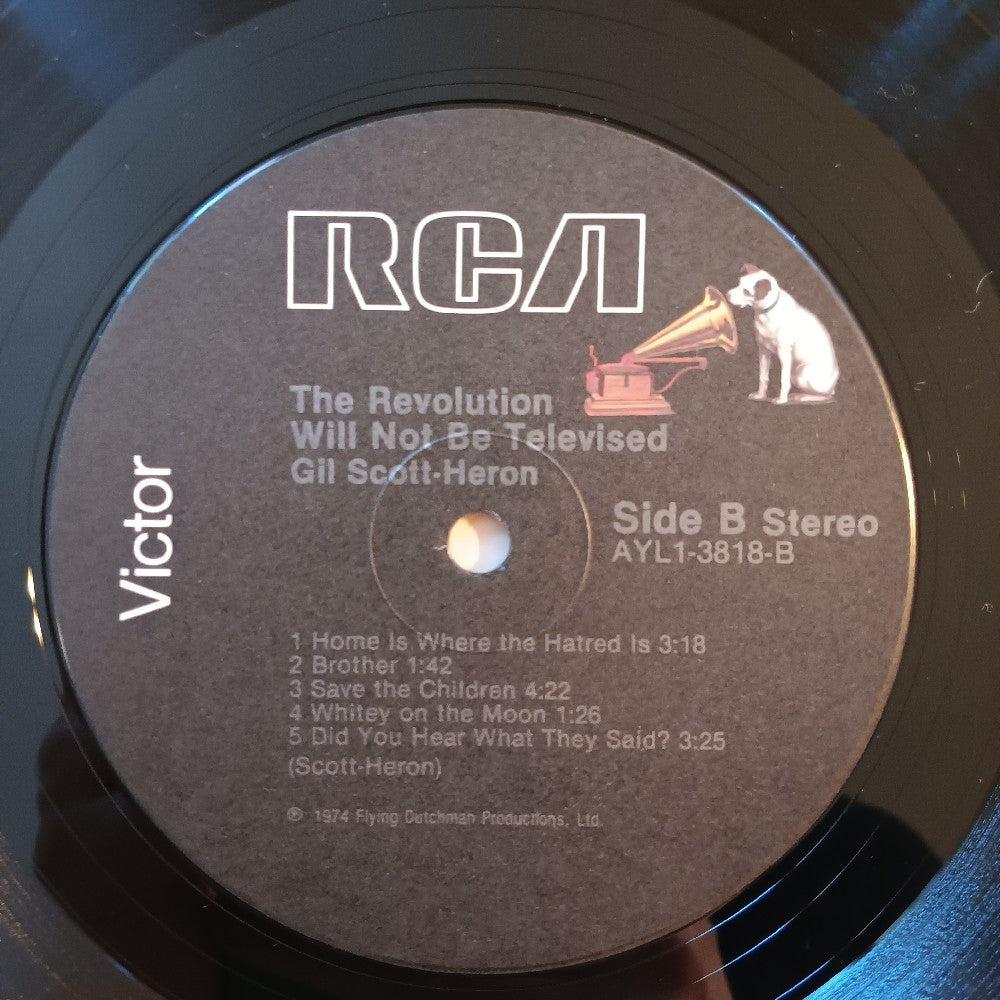 RCA
The Revolution
Will Not Be Televised
Gil Scott-Heron
Victor
Side B Stereo
AYL1-3818-B
1 Home Is Where the Hatred Is 3:18
2 Brother 1:42
3 Save the Children 4:22
4 Whitey on the Moon 1:26
5 Did You Hear What They Said? 3:25
(Scott-Heron)
℗ 1974 Flying Dutchman Productions, Ltd.